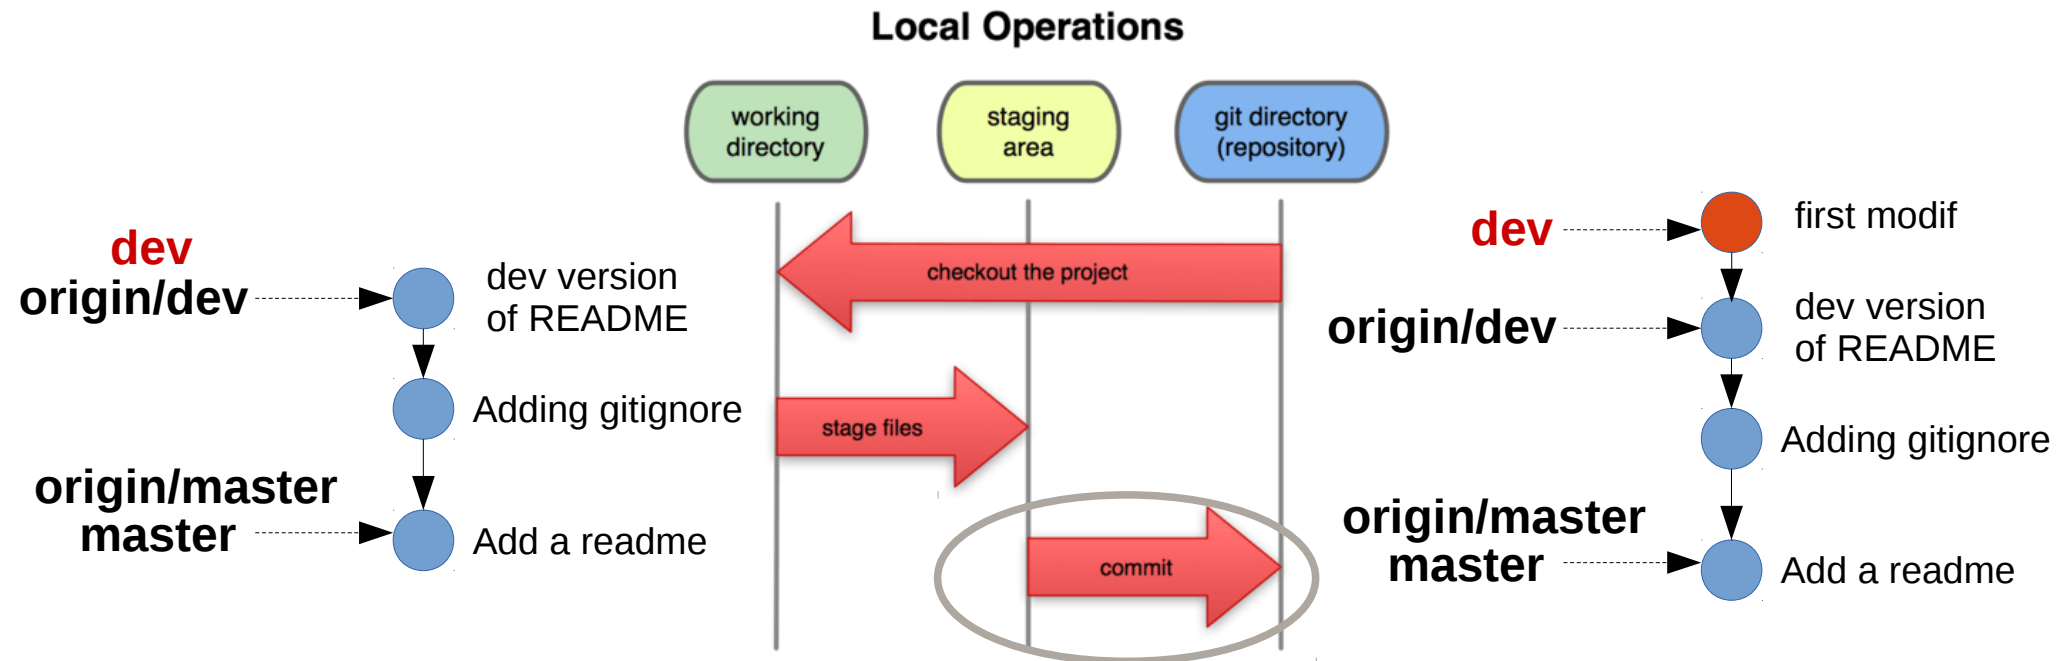 Local Operations
working
directory
staging
area
git directory
(repository)
dev
origin/dev
dev version
of README
Adding gitignore
origin/master
master
Add a readme
checkout the project
stage files
commit
dev
first modif
origin/dev
dev version
of README
Adding gitignore
origin/master
master
Add a readme